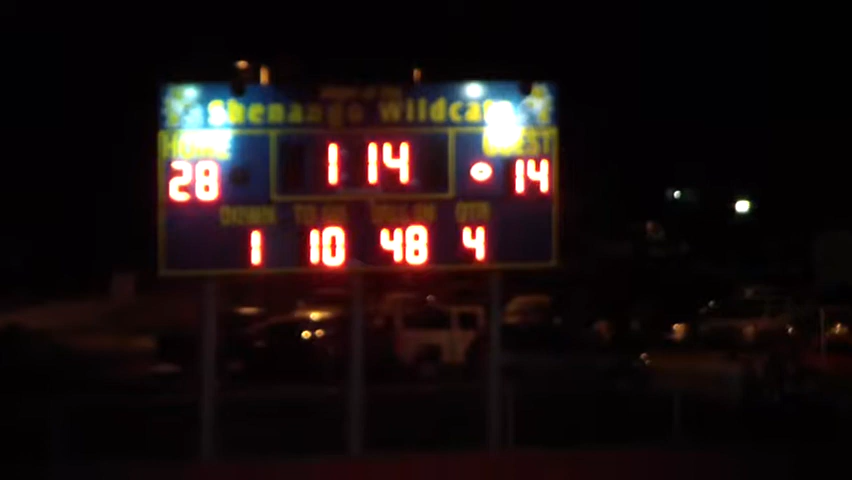 Shenango Wildcats
HOME 1 14 GUEST
28 14
DOWN TO GO BALL ON QTR
1 10 48 4